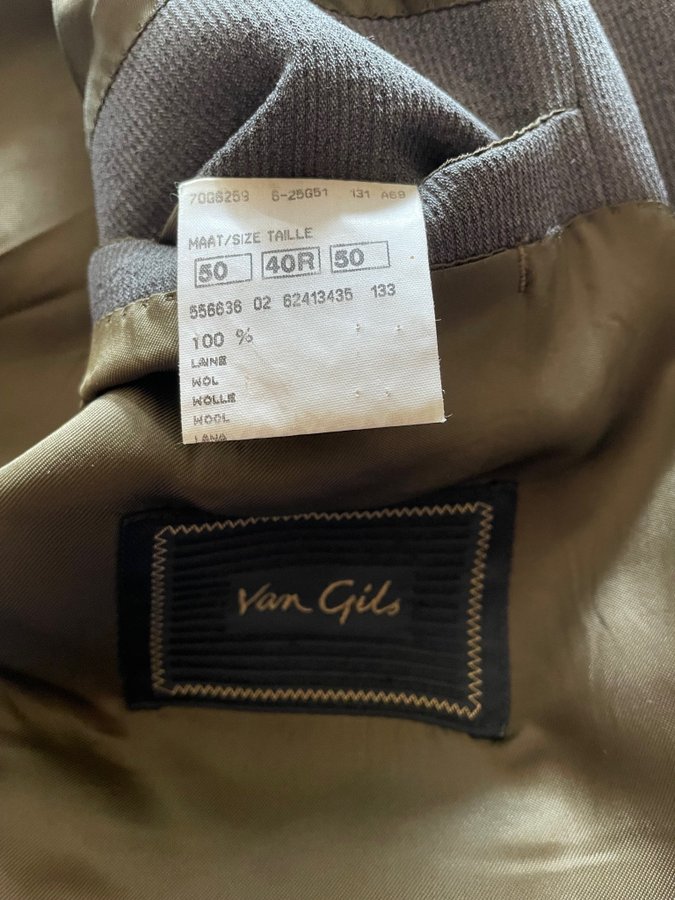 70G6259 6-25G51 131 A69
MAAT/SIZE TAILLE
50 40R 50
556636 02 62413435 133
100 %
LAINE
WOL
WOLLE
WOOL
LANA
Van Gils